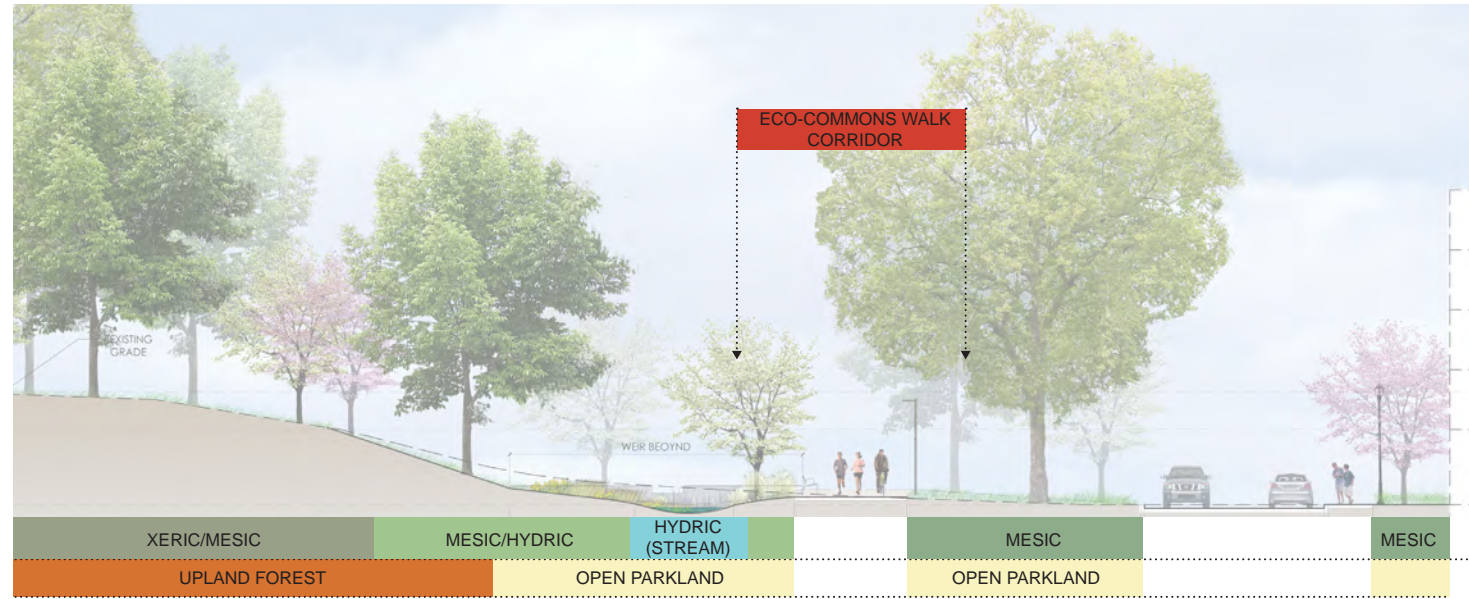 ECO-COMMONS WALK
CORRIDOR
EXISTING
GRADE
WEIR BEOYND
XERIC/MESIC
MESIC/HYDRIC
HYDRIC
(STREAM)
MESIC
MESIC
UPLAND FOREST
OPEN PARKLAND
OPEN PARKLAND